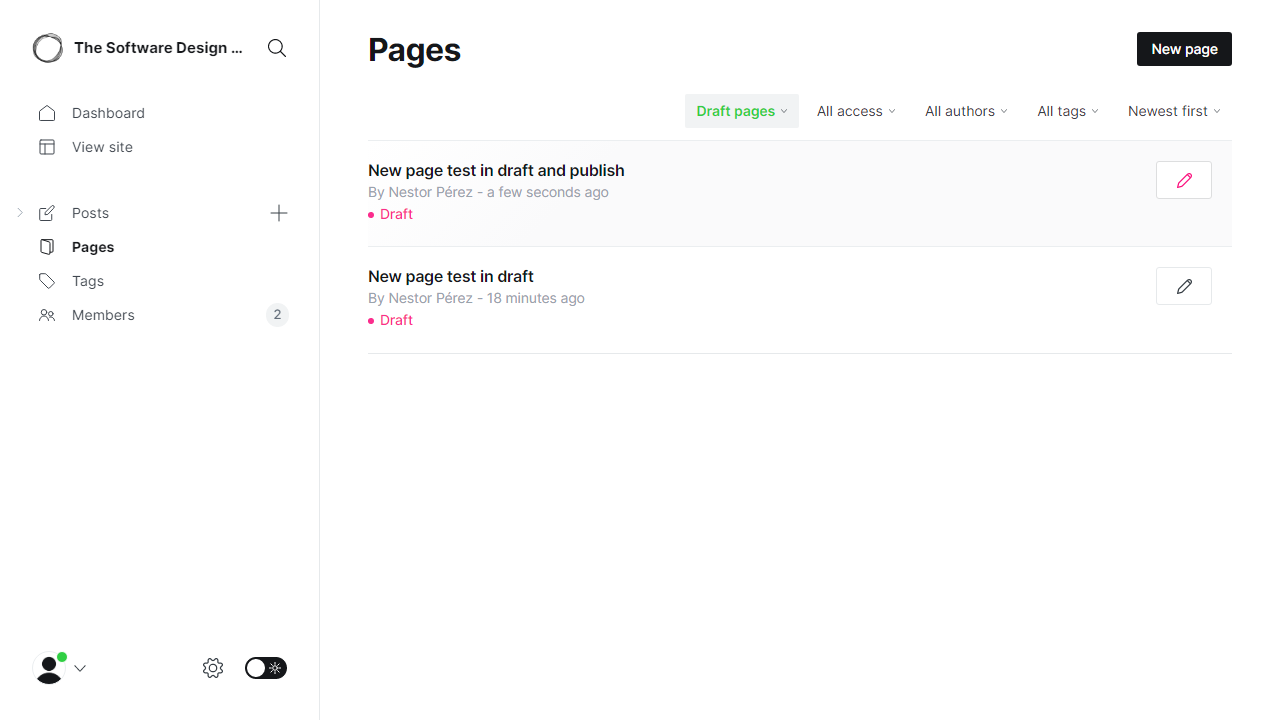 The Software Design ...
Dashboard
View site
Posts
Pages
Tags
Members
2
Pages
New page
Draft pages
All access
All authors
All tags
Newest first
New page test in draft and publish
By Nestor Pérez - a few seconds ago
Draft
New page test in draft
By Nestor Pérez - 18 minutes ago
Draft